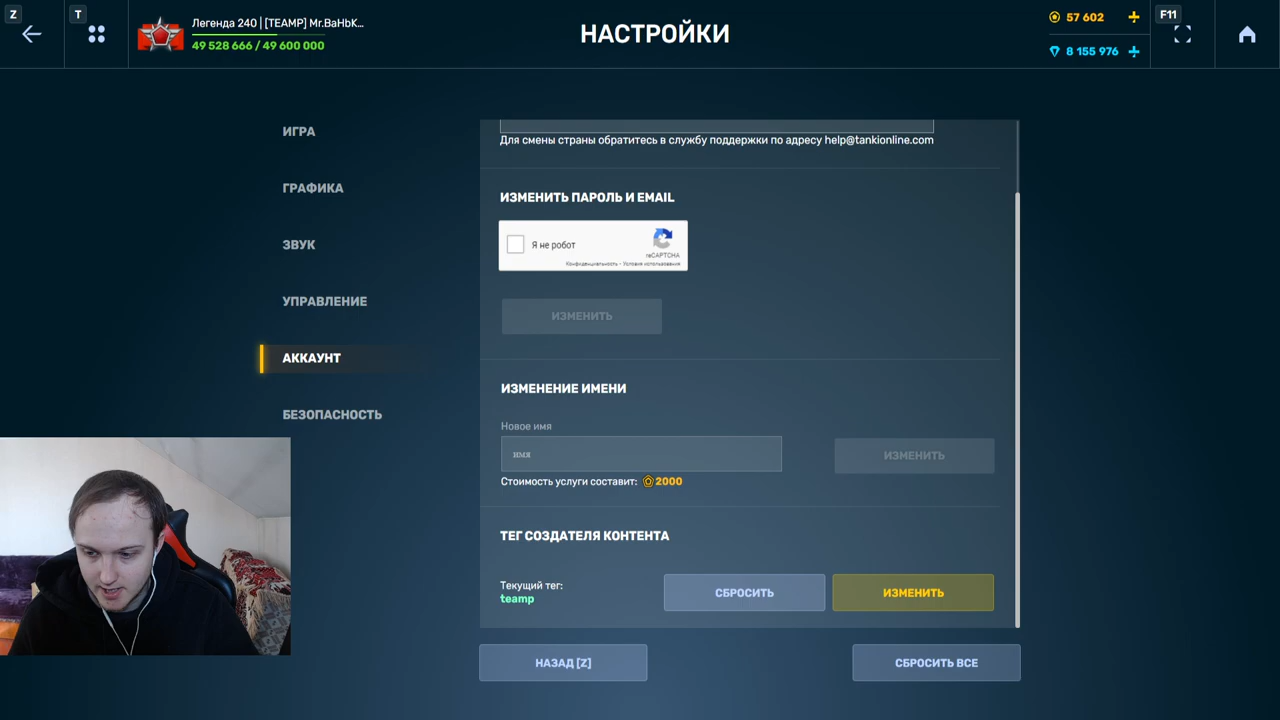 Z
T
Легенда 240 | [TEAMP] Mr.BaHbK...
49 528 666 / 49 600 000
НАСТРОЙКИ
57 602
8 155 976
F11
ИГРА
ГРАФИКА
ЗВУК
УПРАВЛЕНИЕ
АККАУНТ
БЕЗОПАСНОСТЬ
Для смены страны обратитесь в службу поддержки по адресу help@tankionline.com
ИЗМЕНИТЬ ПАРОЛЬ И EMAIL
Я не робот
reCAPTCHA
Конфиденциальность - Условия использования
ИЗМЕНИТЬ
ИЗМЕНЕНИЕ ИМЕНИ
Новое имя
имя
ИЗМЕНИТЬ
Стоимость услуги составит: 2000
ТЕГ СОЗДАТЕЛЯ КОНТЕНТА
Текущий тег:
teamp
СБРОСИТЬ
ИЗМЕНИТЬ
НАЗАД [Z]
СБРОСИТЬ ВСЕ